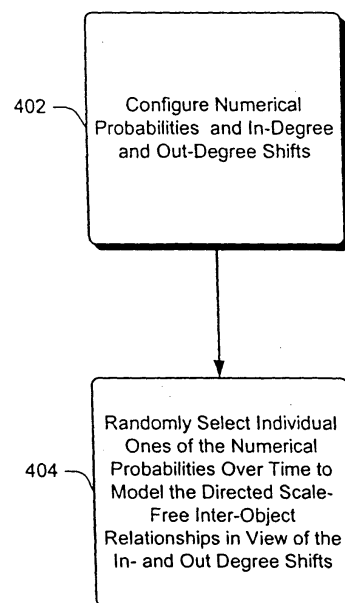 402
Configure Numerical
Probabilities and In-Degree
and Out-Degree Shifts
404
Randomly Select Individual
Ones of the Numerical
Probabilities Over Time to
Model the Directed Scale-
Free Inter-Object
Relationships in View of the
In- and Out Degree Shifts